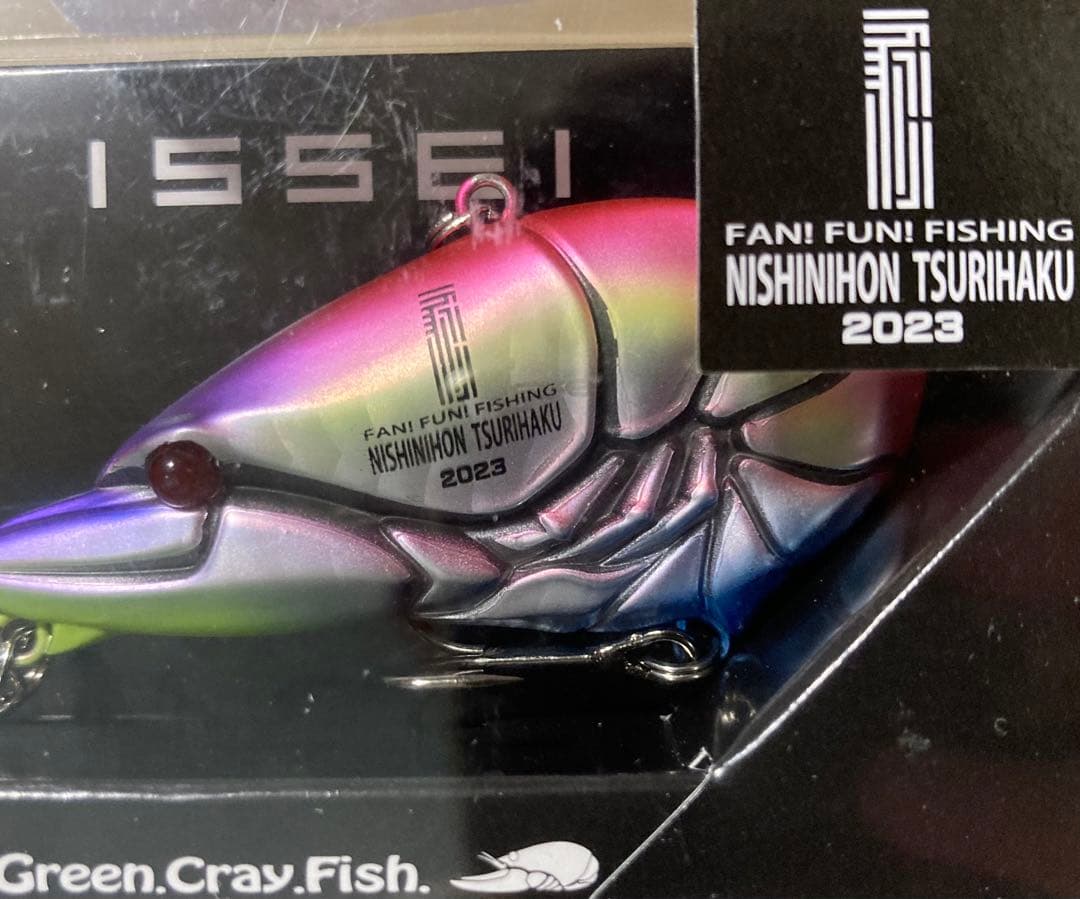 ISSEI
FAN! FUN! FISHING
NISHINIHON TSURIHAKU
2023
FAN! FUN! FISHING
NISHINIHON TSURIHAKU
2023
Green.Cray.Fish.